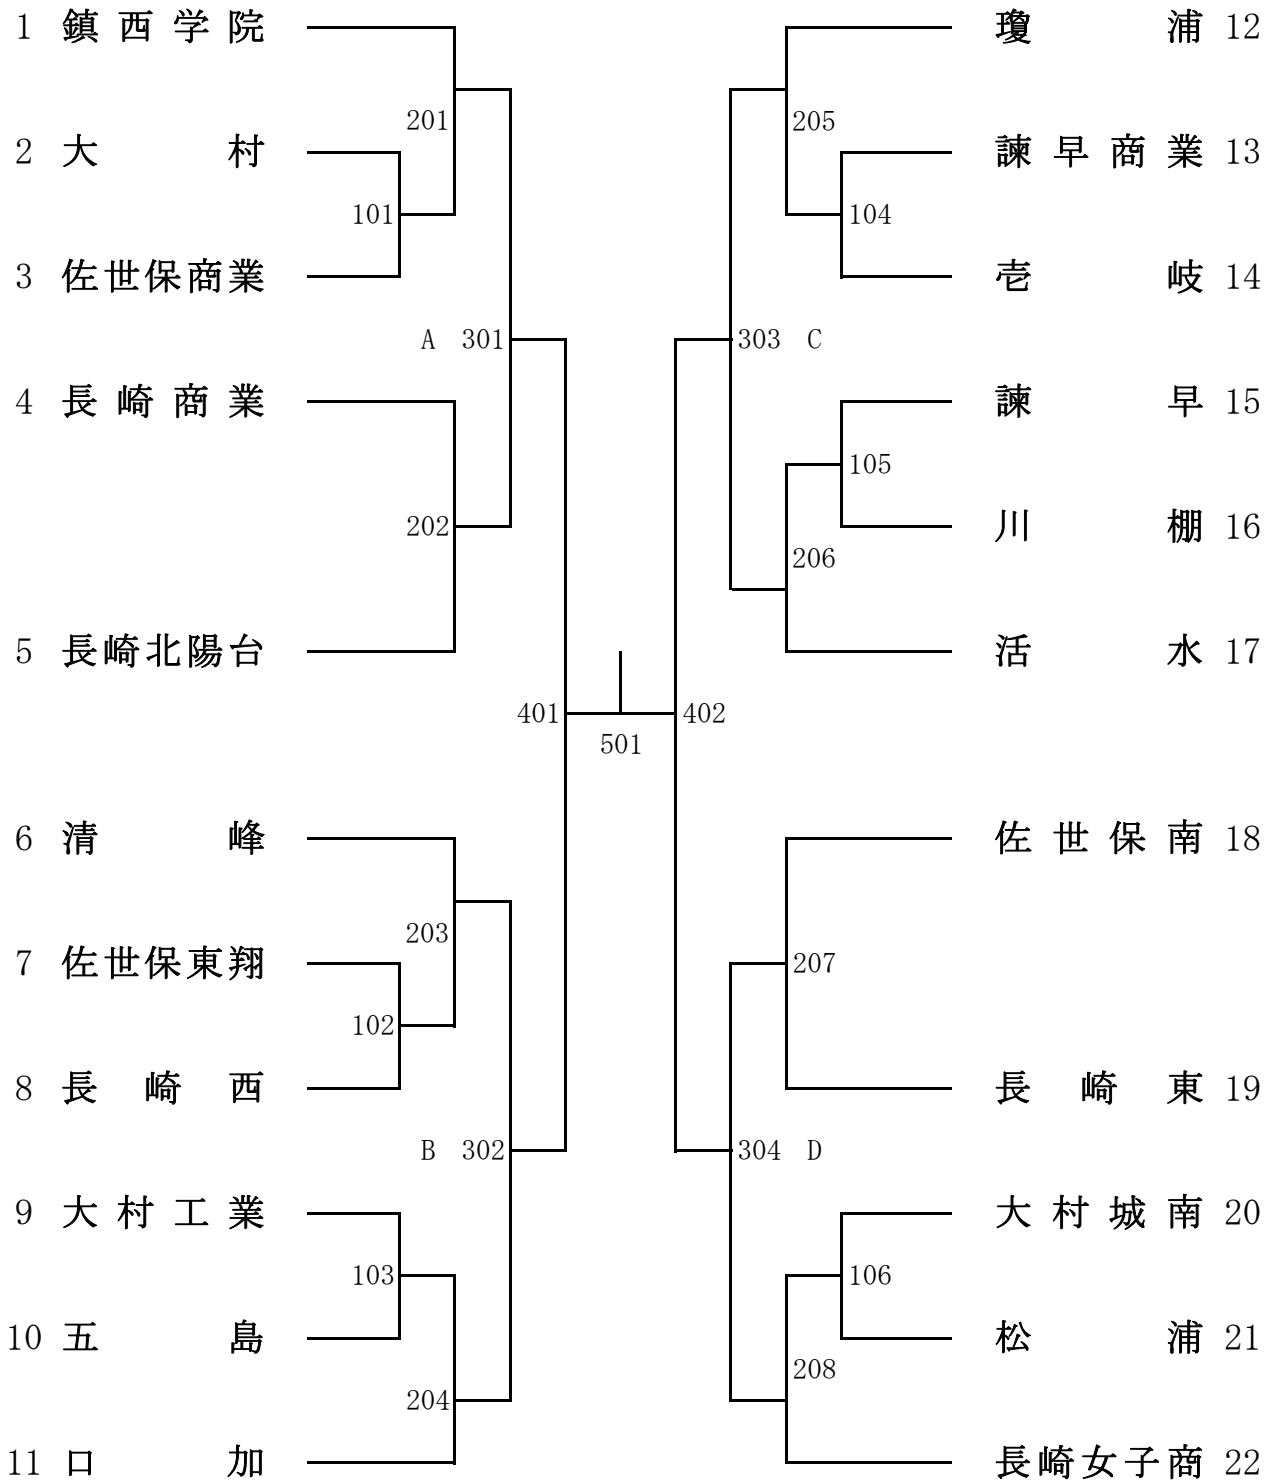 1 鎮西学院
瓊浦 12
201
205
2 大村
諫早商業 13
101
104
3 佐世保商業
壱岐 14
A 301
303 C
4 長崎商業
諫早 15
105
202
川棚 16
206
5 長崎北陽台
活水 17
401
402
501
6 清峰
佐世保南 18
203
7 佐世保東翔
207
102
8 長崎西
長崎東 19
B 302
304 D
9 大村工業
大村城南 20
103
106
10 五島
松浦 21
208
204
11 口加
長崎女子商 22